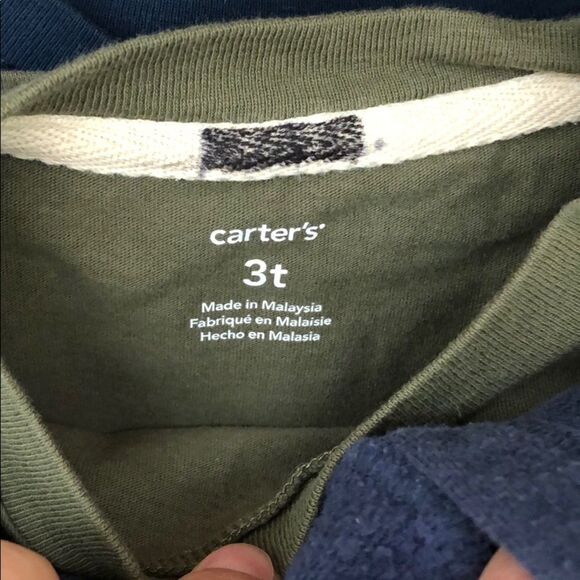 carter's
3t
Made in Malaysia
Fabriqué en Malaisie
Hecho en Malasia